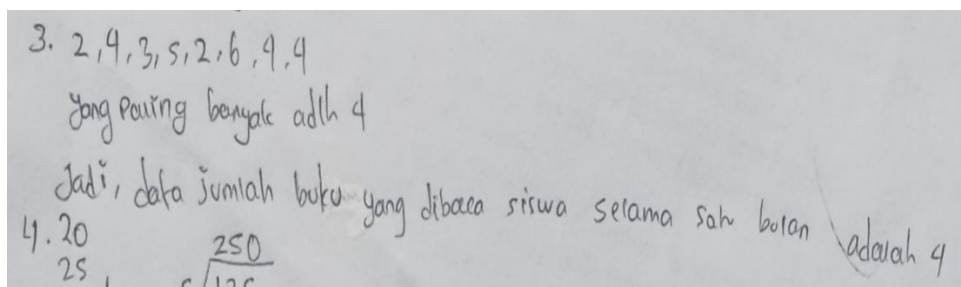 3. 2,4,3,5,2,6,4,4
yang paling banyak adlh 4
Jadi, data jumlah buku yang dibaca siswa selama satu bulan adalah 4
4. 20
25
250